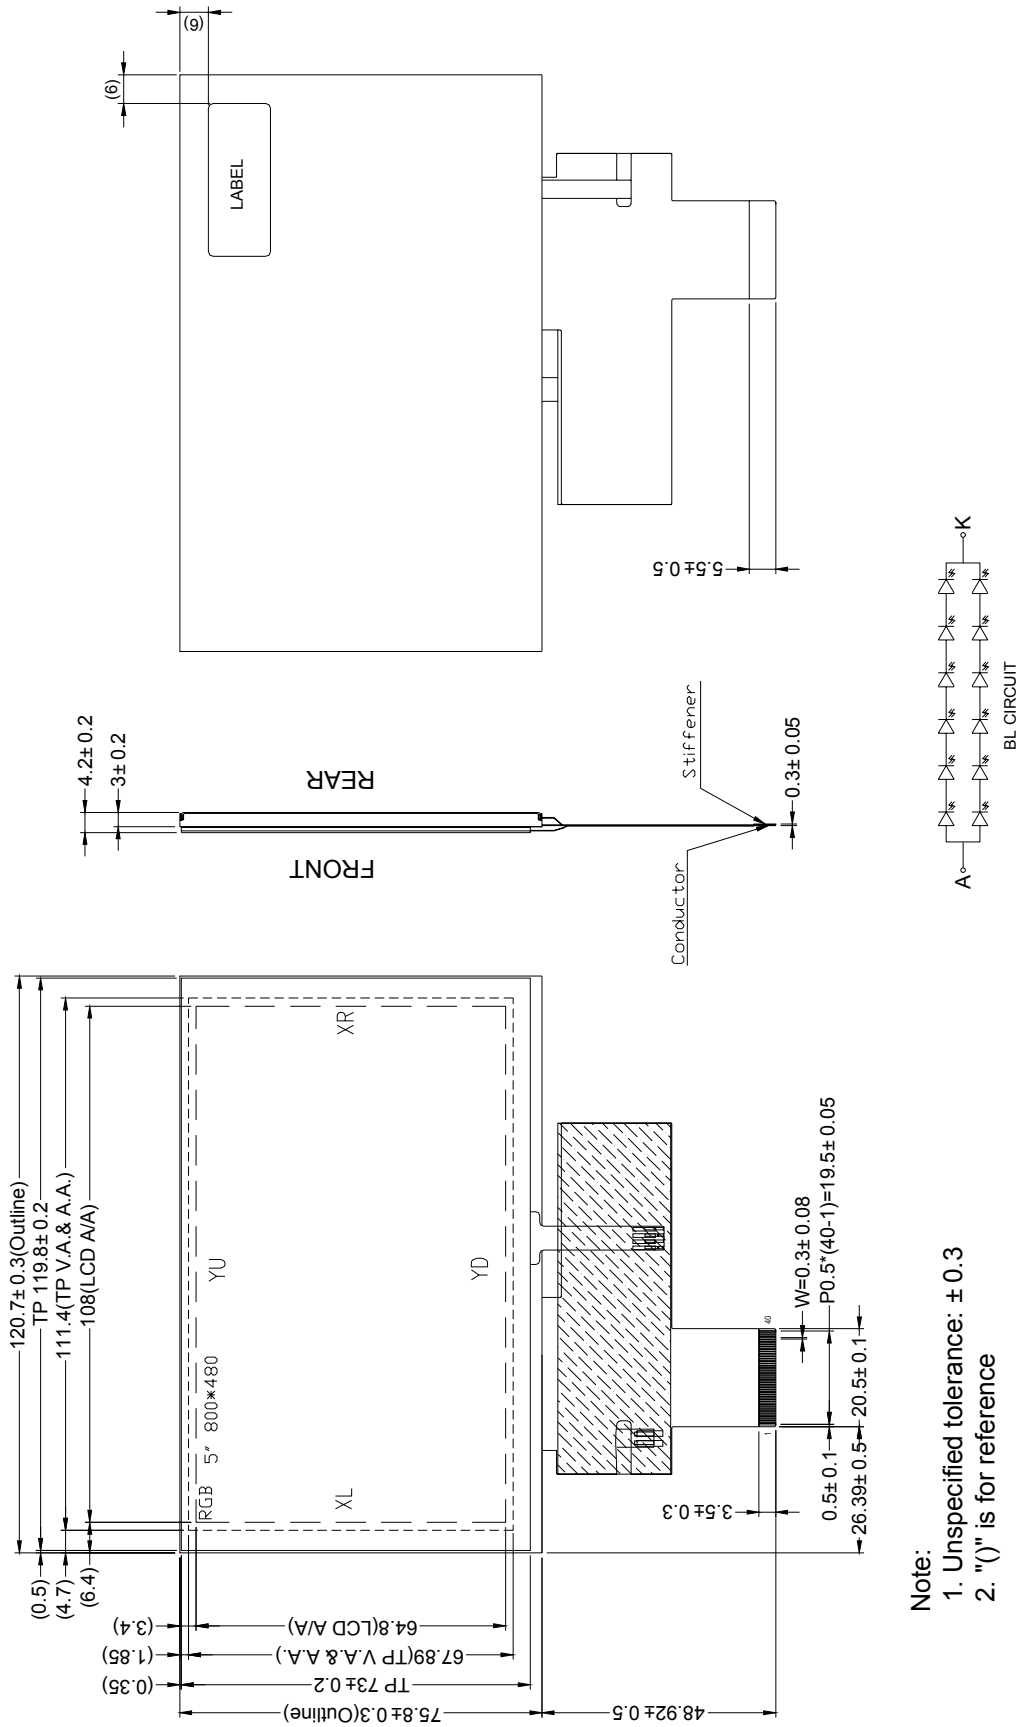 120.7±0.3(Outline)
TP 119.8±0.2
111.4(TP V.A.& A.A.)
108(LCD A/A)
(0.5)
(4.7)
(6.4)
75.8±0.3(Outline)
TP 73±0.2
67.89(TP V.A.& A.A.)
64.8(LCD A/A)
(0.35)
(1.85)
(3.4)
48.92±0.5
RGB 5" 800*480
YU
YD
XL
XR
1
40
3.5±0.3
0.5±0.1
26.39±0.5
20.5±0.1
W=0.3±0.08
P0.5*(40-1)=19.5±0.05
4.2±0.2
3±0.2
FRONT
REAR
Conductor
Stiffener
0.3±0.05
(6)
(6)
LABEL
5.5±0.5
A
K
BL CIRCUIT
Note:
1. Unspecified tolerance: ±0.3
2. "()" is for reference